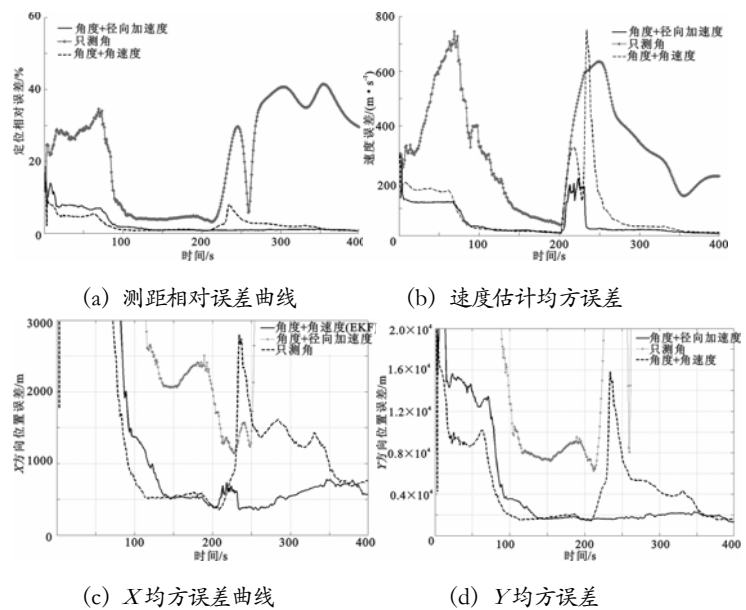 角度+径向加速度
只测角
角度+角速度
定位相对误差/%
60
40
20
0
100
200
300
400
时间/s
(a) 测距相对误差曲线
角度+径向加速度
只测角
角度+角速度
速度误差/(m·s⁻¹)
800
600
400
200
0
0
100
200
300
400
时间/s
(b) 速度估计均方误差
角度+角速度(EKF)
角度+径向加速度
只测角
X方向位置误差/m
3000
2000
1000
0
0
100
200
300
400
时间/s
(c) X均方误差曲线
角度+径向加速度
只测角
角度+角速度
Y方向位置误差/m
2.0×10⁴
1.6×10⁴
1.2×10⁴
0.8×10⁴
0.4×10⁴
0
100
200
300
400
时间/s
(d) Y均方误差